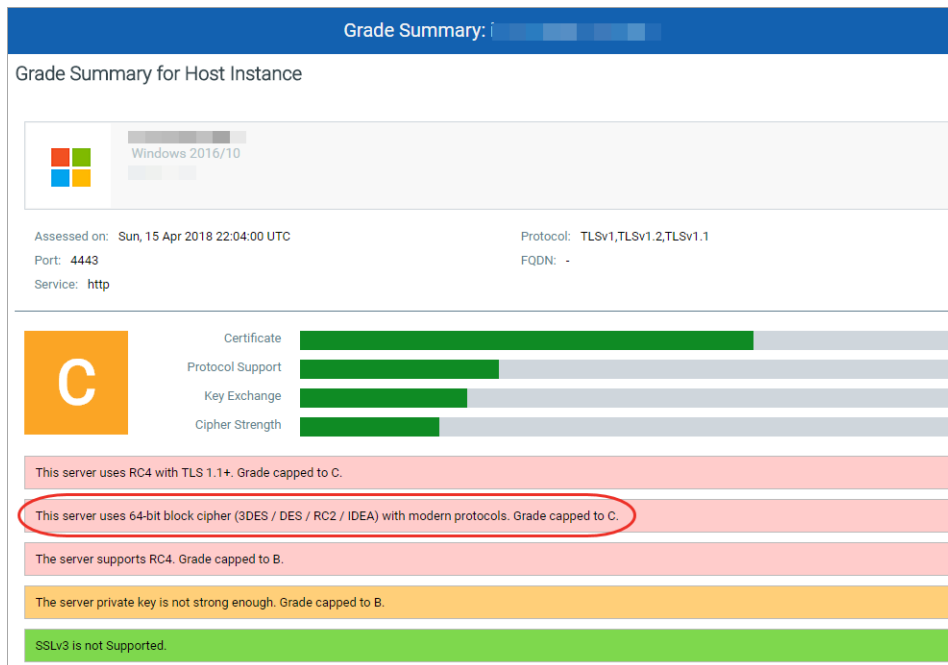 Grade Summary:
Grade Summary for Host Instance
Windows 2016/10
Assessed on: Sun, 15 Apr 2018 22:04:00 UTC
Protocol: TLSv1,TLSv1.2,TLSv1.1
Port: 4443
FQDN: -
Service: http
C
Certificate
Protocol Support
Key Exchange
Cipher Strength
This server uses RC4 with TLS 1.1+. Grade capped to C.
This server uses 64-bit block cipher (3DES / DES / RC2 / IDEA) with modern protocols. Grade capped to C.
The server supports RC4. Grade capped to B.
The server private key is not strong enough. Grade capped to B.
SSLv3 is not Supported.